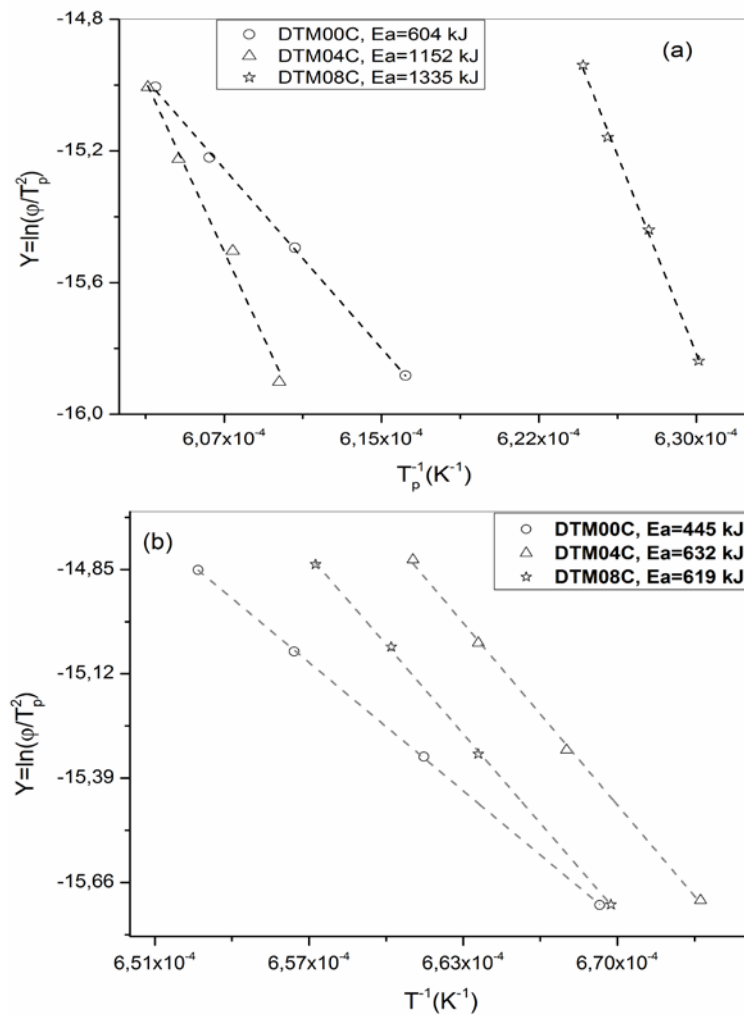 -14,8
-15,2
-15,6
-16,0
Y=ln(φ/T_p^2)
DTM00C, Ea=604 kJ
DTM04C, Ea=1152 kJ
DTM08C, Ea=1335 kJ
(a)
6,07x10⁻⁴ 6,15x10⁻⁴ 6,22x10⁻⁴ 6,30x10⁻⁴
T_p^-1(K⁻¹)
(b)
DTM00C, Ea=445 kJ
DTM04C, Ea=632 kJ
DTM08C, Ea=619 kJ
-14,85
-15,12
-15,39
-15,66
Y=ln(φ/T_p^2)
6,51x10⁻⁴ 6,57x10⁻⁴ 6,63x10⁻⁴ 6,70x10⁻⁴
T⁻¹(K⁻¹)